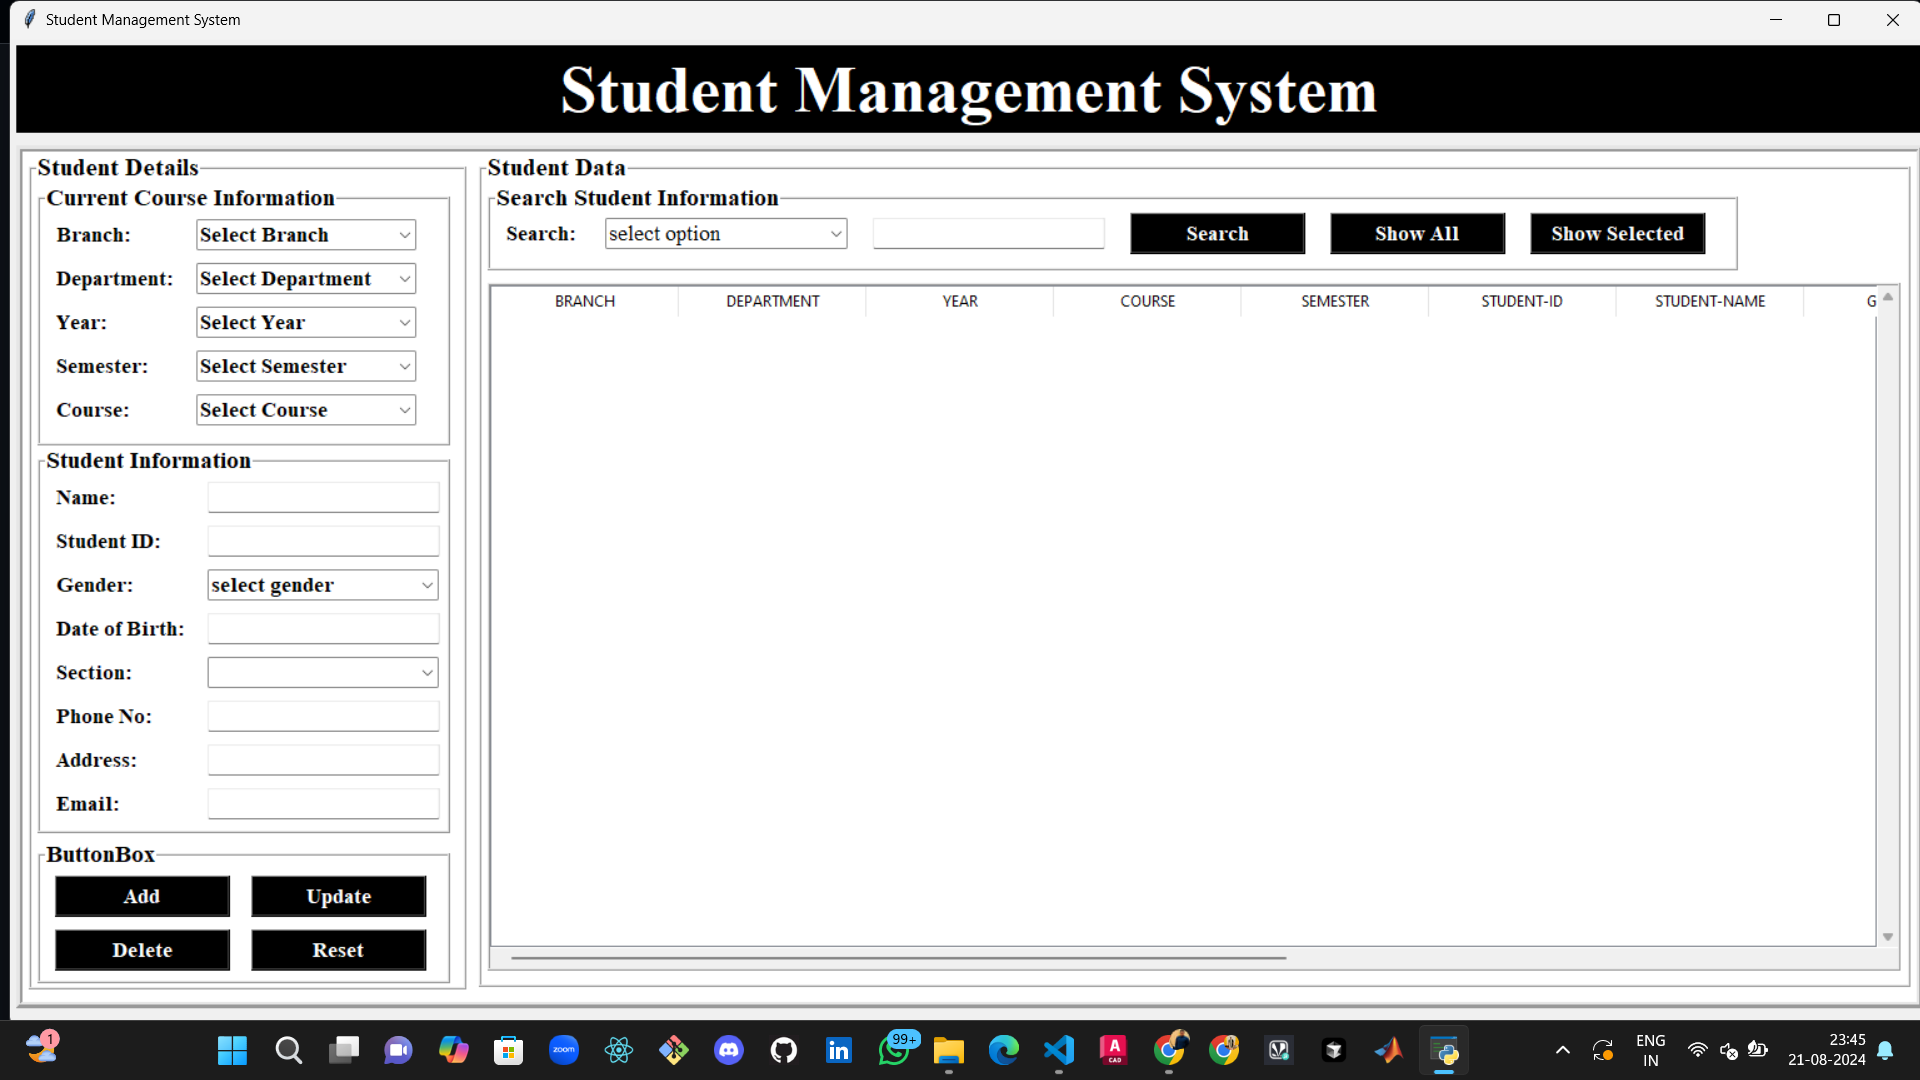 Student Management System
Student Management System
Student Details
Current Course Information
Branch: Select Branch
Department: Select Department
Year: Select Year
Semester: Select Semester
Course: Select Course
Student Information
Name:
Student ID:
Gender: select gender
Date of Birth:
Section:
Phone No:
Address:
Email:
ButtonBox
Add Update
Delete Reset
Student Data
Search Student Information
Search: select option Search Show All Show Selected
BRANCH DEPARTMENT YEAR COURSE SEMESTER STUDENT-ID STUDENT-NAME G
1
zoom
99+
A
CAD
ENG
IN
23:45
21-08-2024